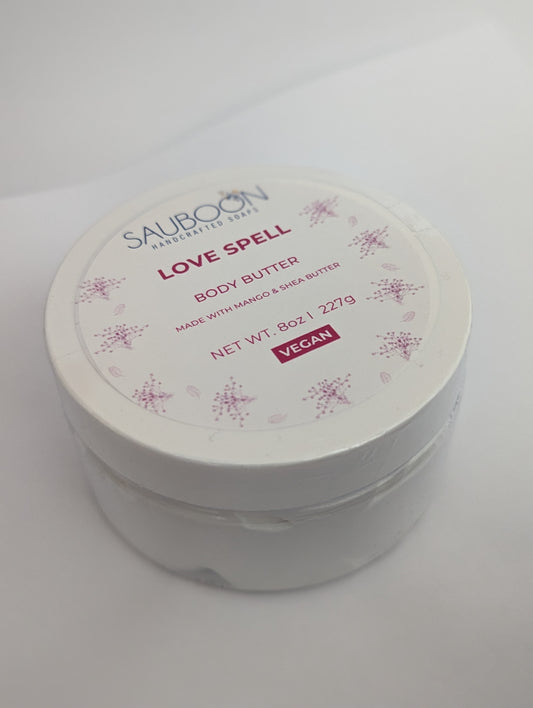 SAUBOON
HANDCRAFTED SOAPS
LOVE SPELL
BODY BUTTER
MADE WITH MANGO & SHEA BUTTER
NET WT. 8oz | 227g
VEGAN